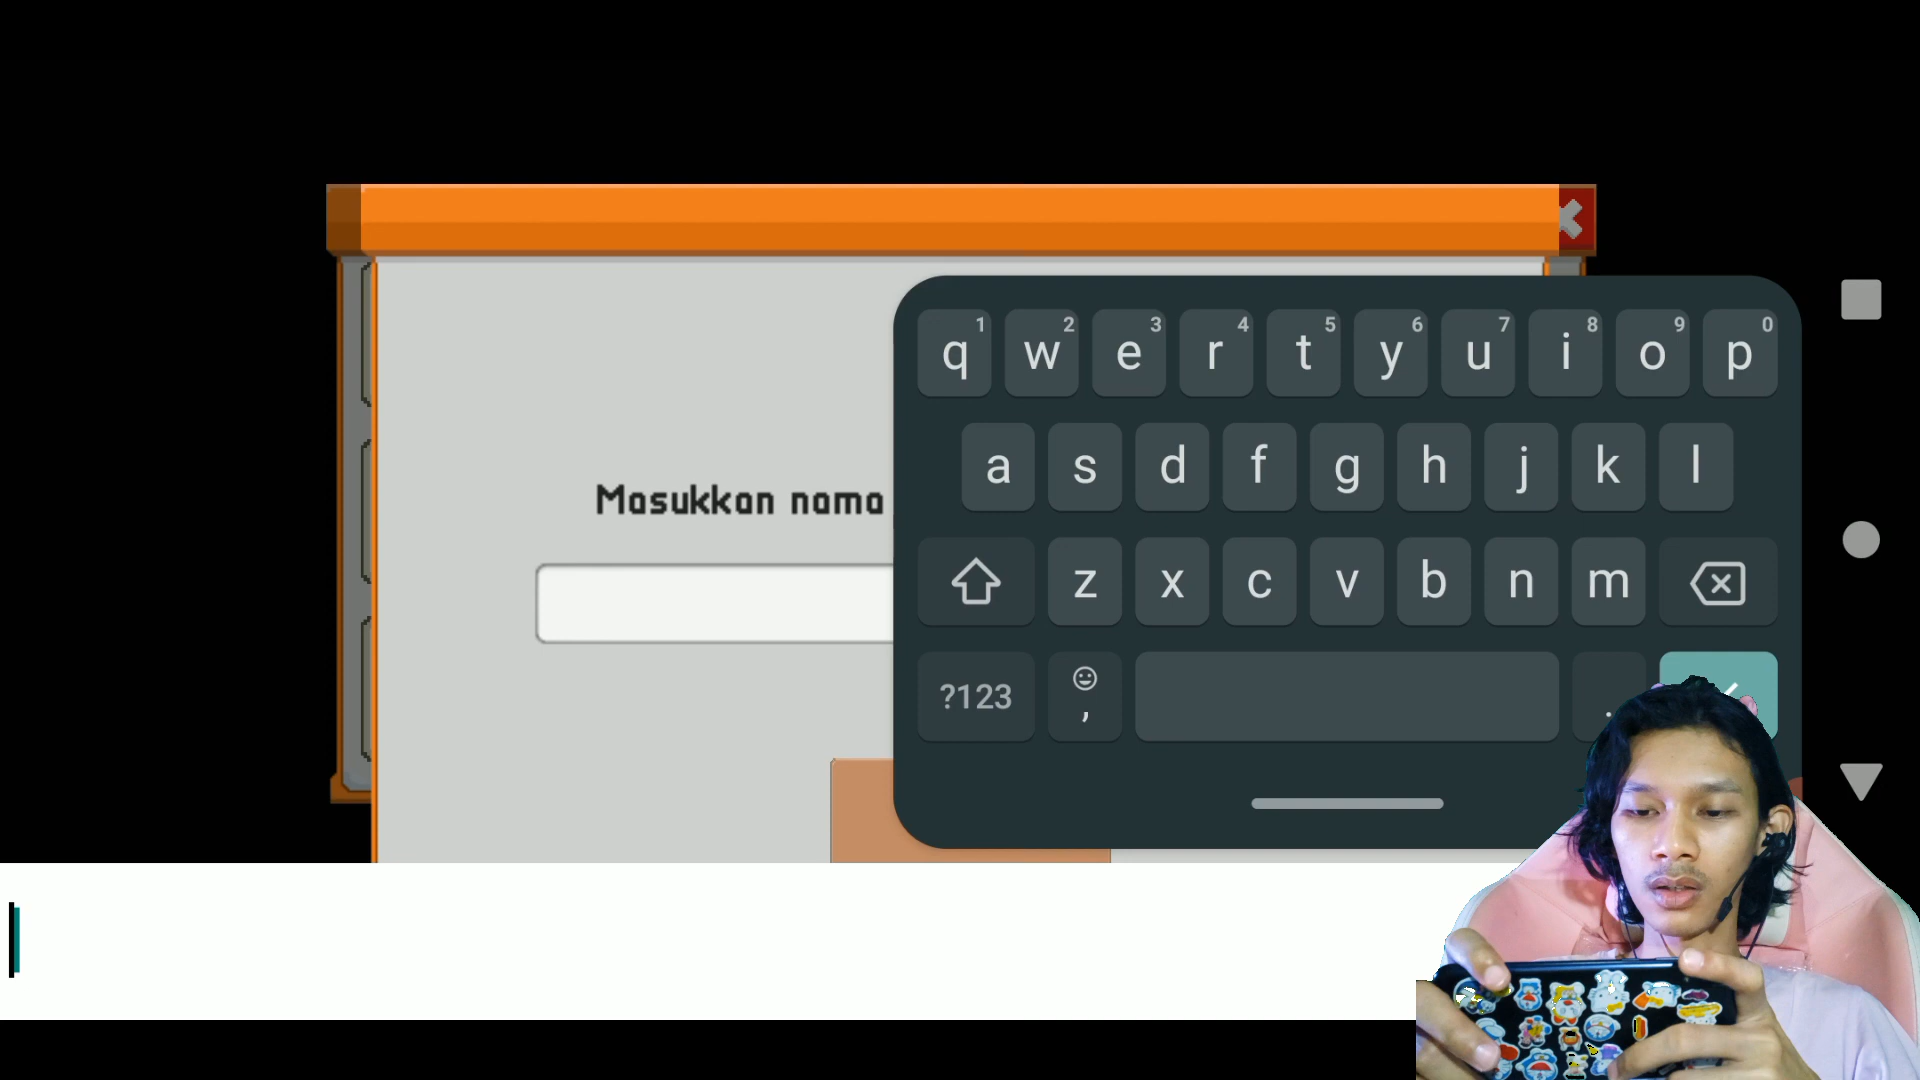 1 2 3 4 5 6 7 8 9 0
q w e r t y u i o p
a s d f g h j k l
Masukkan nama
z x c v b n m
?123 , .